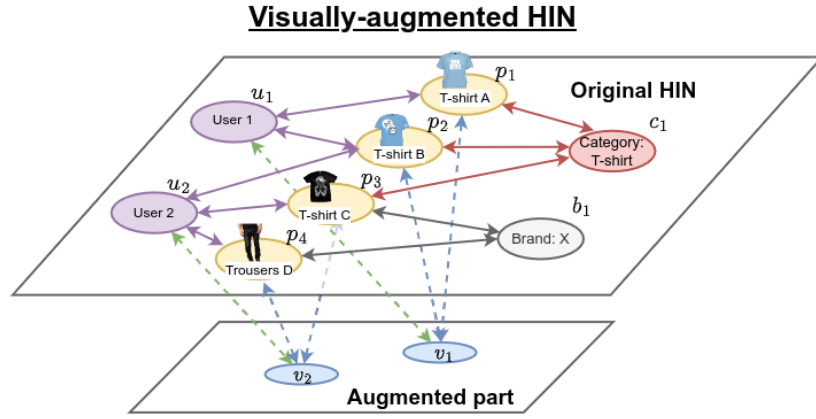 Visually-augmented HIN
Original HIN
u₁
User 1
p₁
T-shirt A
p₂
T-shirt B
c₁
Category:
T-shirt
u₂
User 2
p₃
T-shirt C
b₁
Brand: X
p₄
Trousers D
v₁
v₂
Augmented part